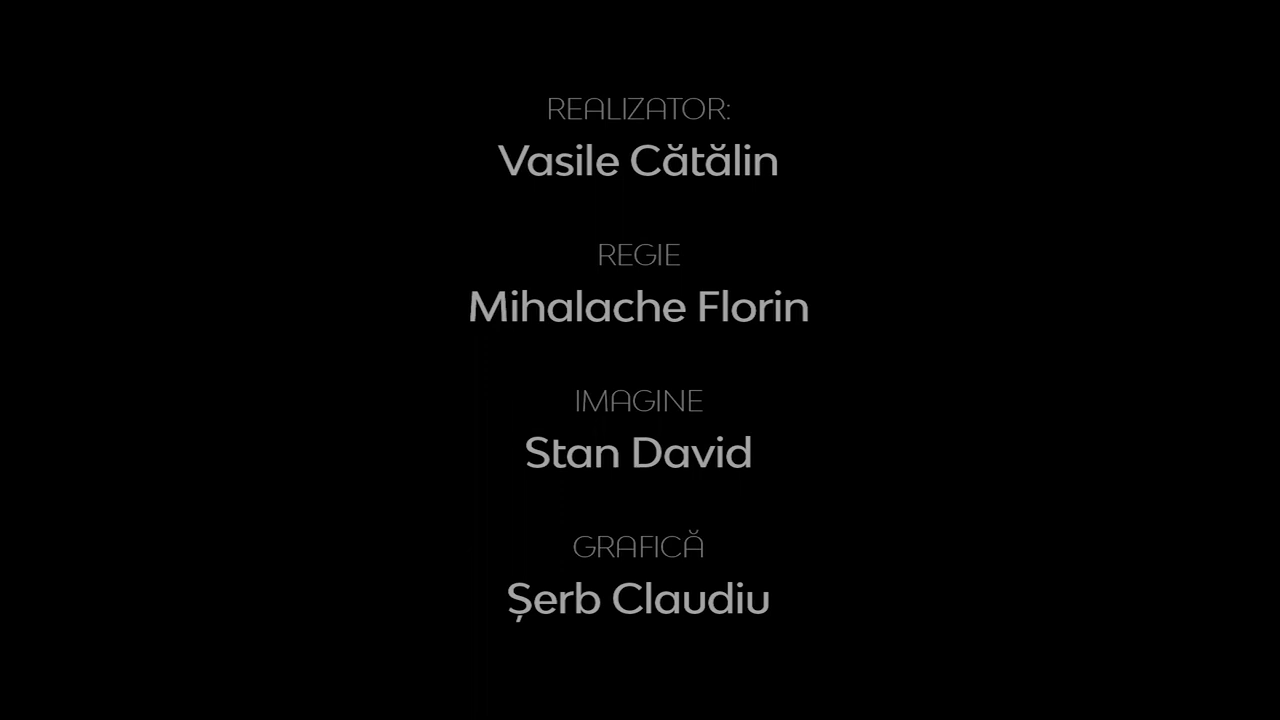 REALIZATOR:
Vasile Cătălin
REGIE
Mihalache Florin
IMAGINE
Stan David
GRAFICĂ
Șerb Claudiu